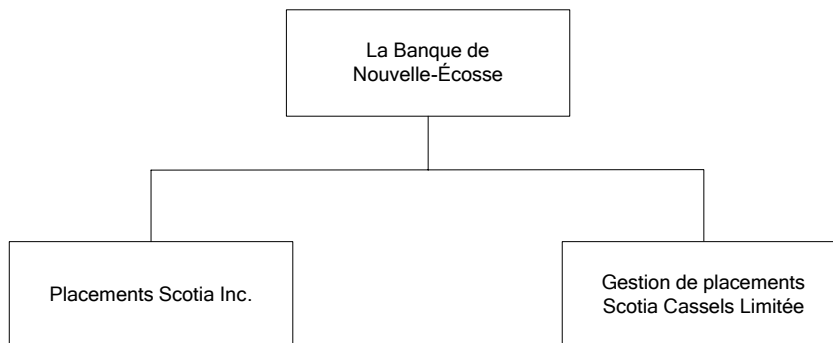 La Banque de
Nouvelle-Écosse
Placements Scotia Inc.
Gestion de placements
Scotia Cassels Limitée